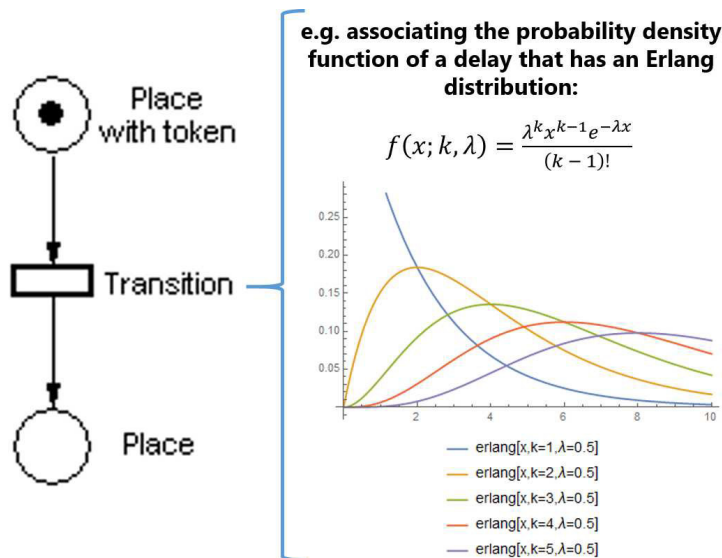 Place
with token
Transition
Place
e.g. associating the probability density
function of a delay that has an Erlang
distribution:
f(x; k, λ) = λ^k x^{k−1} e^{−λx} / (k − 1)!
0.25
0.20
0.15
0.10
0.05
2 4 6 8 10
erlang[x,k=1,λ=0.5]
erlang[x,k=2,λ=0.5]
erlang[x,k=3,λ=0.5]
erlang[x,k=4,λ=0.5]
erlang[x,k=5,λ=0.5]